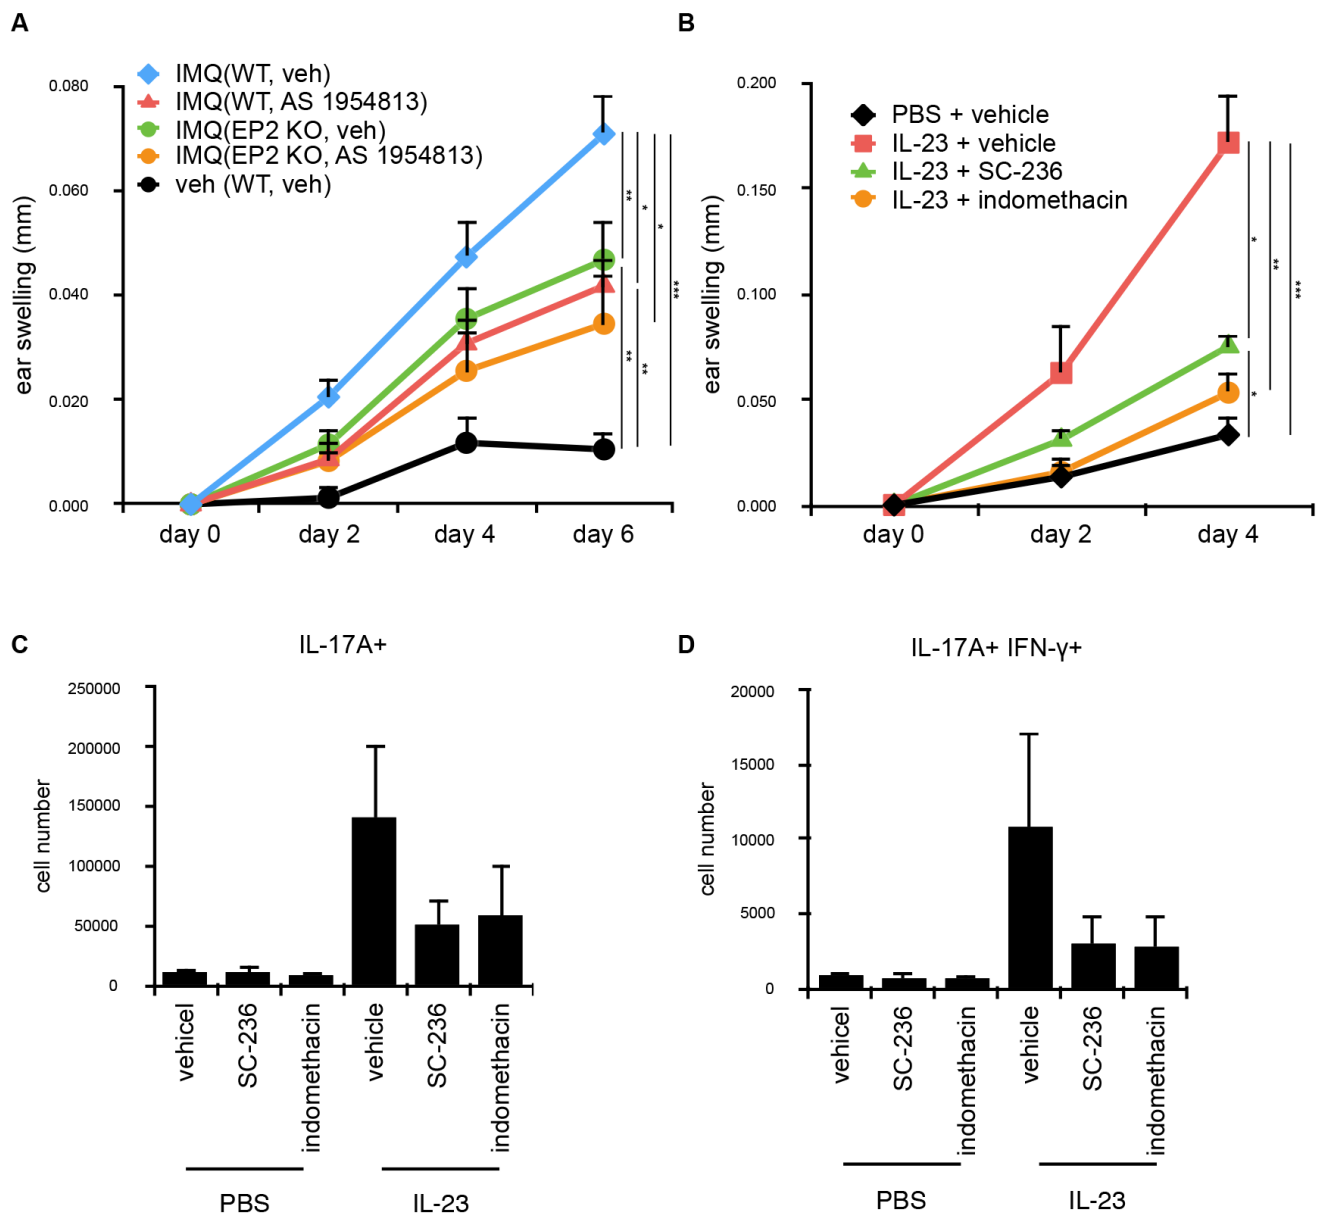 A
IMQ(WT, veh)
IMQ(WT, AS 1954813)
IMQ(EP2 KO, veh)
IMQ(EP2 KO, AS 1954813)
veh (WT, veh)
ear swelling (mm)
0.080
0.060
0.040
0.020
0.000
day 0
day 2
day 4
day 6
**
*
*
***
**
**
B
PBS + vehicle
IL-23 + vehicle
IL-23 + SC-236
IL-23 + indomethacin
ear swelling (mm)
0.200
0.150
0.100
0.050
0.000
day 0
day 2
day 4
*
**
***
*
C
IL-17A+
cell number
250000
200000
150000
100000
50000
0
vehicel
SC-236
indomethacin
vehicle
SC-236
indomethacin
PBS
IL-23
D
IL-17A+ IFN-γ+
cell number
20000
15000
10000
5000
0
vehicel
SC-236
indomethacin
vehicle
SC-236
indomethacin
PBS
IL-23